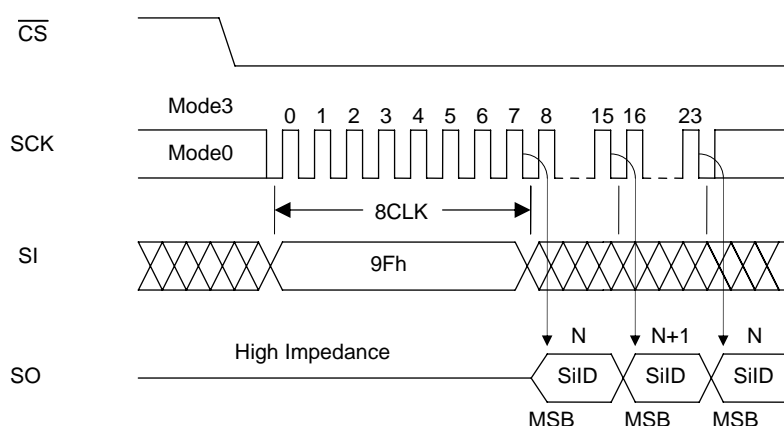 CS
Mode3
0 1 2 3 4 5 6 7 8 15 16 23
SCK
Mode0
8CLK
SI
9Fh
N N+1 N
High Impedance
SO
SiID SiID SiID
MSB MSB MSB